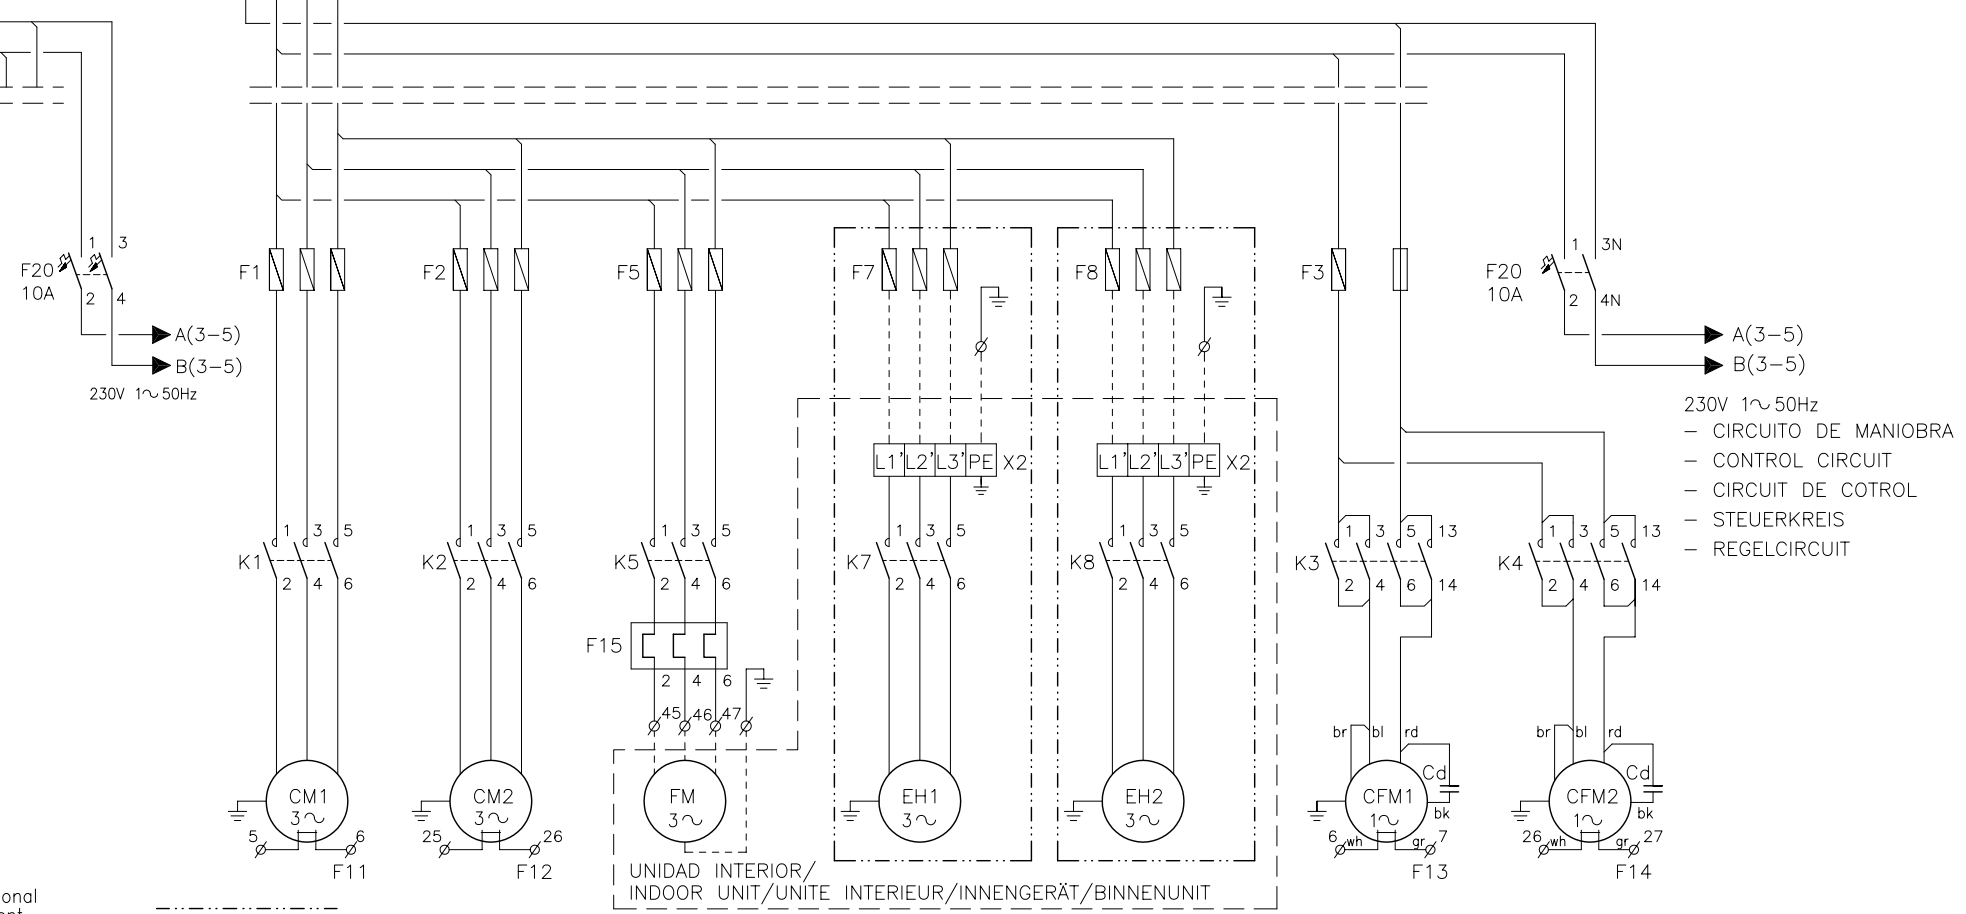 F20
10A
1 3
2 4
A(3-5)
B(3-5)
230V 1~50Hz
F1
F2
F5
F7
F8
F3
F20
10A
1 3N
2 4N
A(3-5)
B(3-5)
230V 1~50Hz
- CIRCUITO DE MANIOBRA
- CONTROL CIRCUIT
- CIRCUIT DE COTROL
- STEUERKREIS
- REGELCIRCUIT
L1' L2' L3' PE X2
L1' L2' L3' PE X2
K1 1 3 5
2 4 6
K2 1 3 5
2 4 6
K5 1 3 5
2 4 6
K7 1 3 5
2 4 6
K8 1 3 5
2 4 6
K3 1 3 5 13
2 4 6 14
K4 1 3 5 13
2 4 6 14
F15
2 4 6
45 46 47
br bl rd
Cd
bk
br bl rd
Cd
bk
CM1
3~
5 6
F11
CM2
3~
25 26
F12
FM
3~
EH1
3~
EH2
3~
CFM1
1~
6 wh gr 7
F13
CFM2
1~
26 wh gr 27
F14
UNIDAD INTERIOR/
INDOOR UNIT/UNITE INTERIEUR/INNENGERÄT/BINNENUNIT
onal